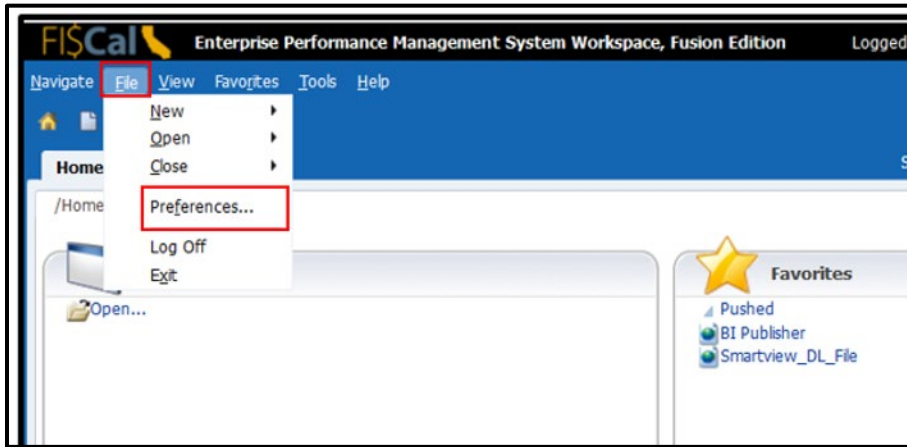 FI$Cal Enterprise Performance Management System Workspace, Fusion Edition Logged
Navigate File View Favorites Tools Help
New
Open
Home Close
/Home Preferences...
Log Off
Exit
Open...
Favorites
Pushed
BI Publisher
Smartview_DL_File